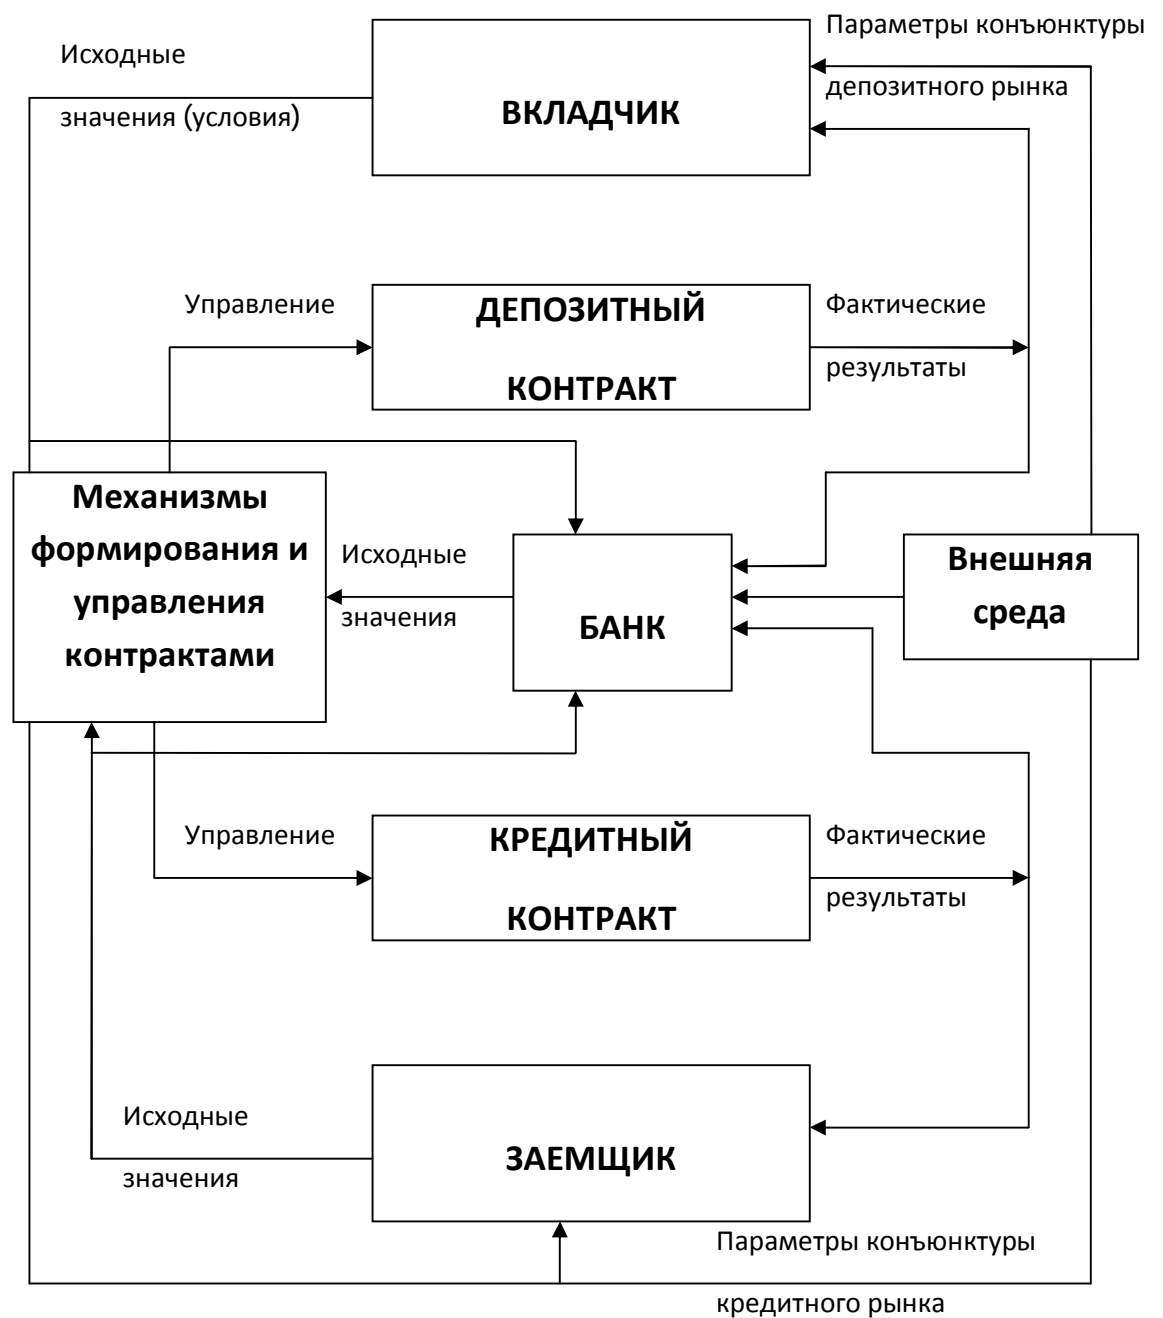 Параметры конъюнктуры
депозитного рынка
Исходные
значения (условия)
ВКЛАДЧИК
Управление
ДЕПОЗИТНЫЙ
КОНТРАКТ
Фактические
результаты
Механизмы
формирования и
управления
контрактами
Исходные
значения
БАНК
Внешняя
среда
Управление
КРЕДИТНЫЙ
КОНТРАКТ
Фактические
результаты
Исходные
значения
ЗАЕМЩИК
Параметры конъюнктуры
кредитного рынка